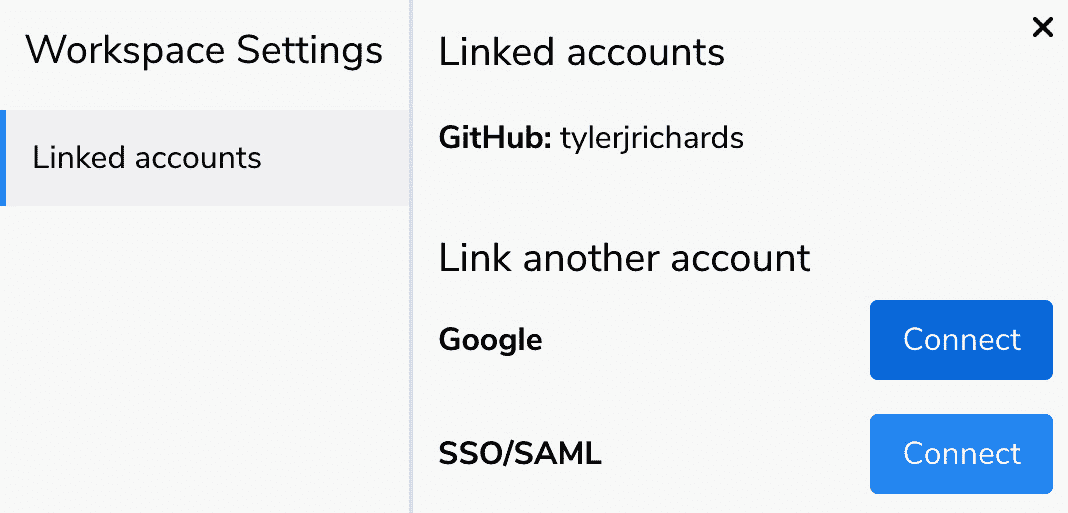 Workspace Settings
Linked accounts
Linked accounts
GitHub: tylerjrichards
Link another account
Google Connect
SSO/SAML Connect